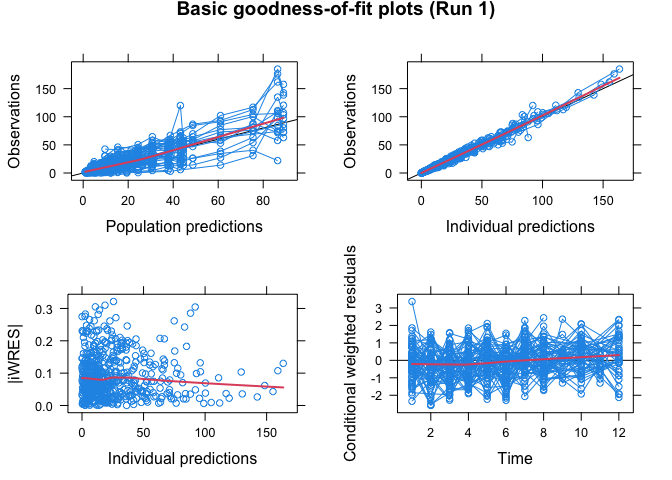 Basic goodness-of-fit plots (Run 1)
Observations
0 50 100 150
0 20 40 60 80
Population predictions
Observations
0 50 100 150
0 50 100 150
Individual predictions
|iWRES|
0.0 0.1 0.2 0.3
0 50 100 150
Individual predictions
Conditional weighted residuals
-2 -1 0 1 2 3
2 4 6 8 10 12
Time